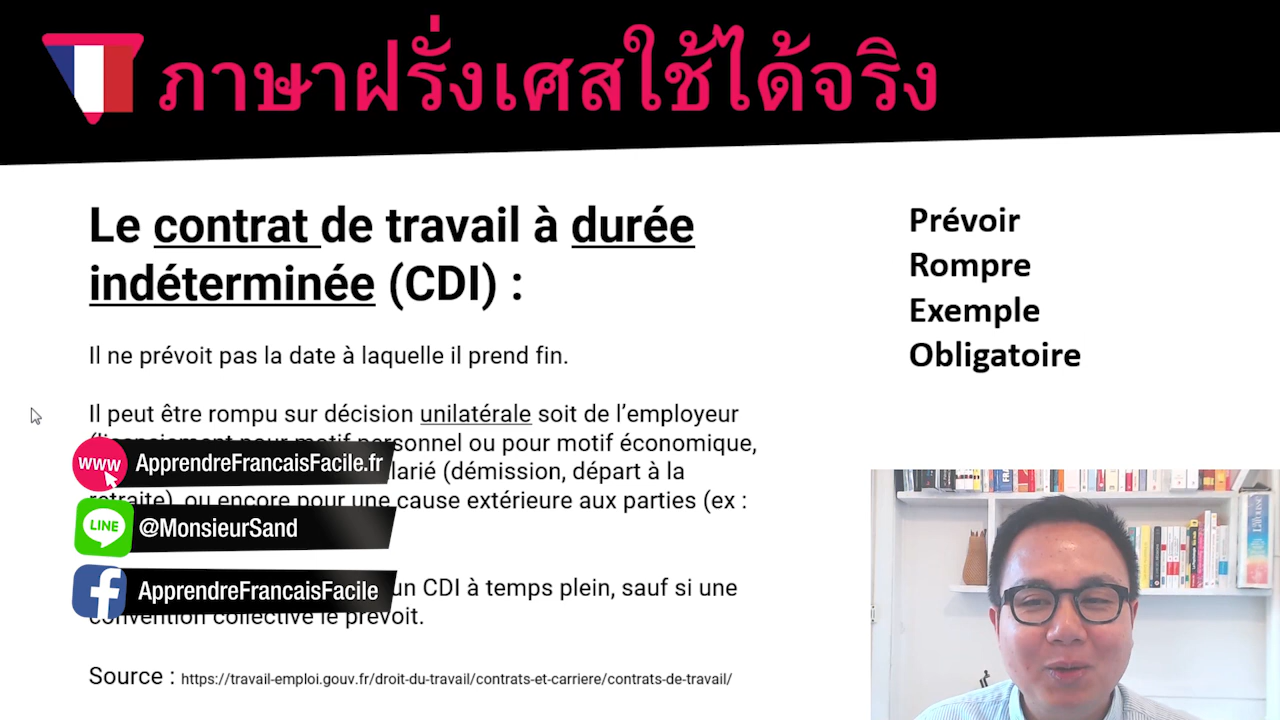 ภาษาฝรั่งเศสใช้ได้จริง
Le contrat de travail à durée
indéterminée (CDI) :
Il ne prévoit pas la date à laquelle il prend fin.
Il peut être rompu sur décision unilatérale soit de l’employeur
personnel ou pour motif économique,
larié (démission, départ à la
retraite), ou encore pour une cause extérieure aux parties (ex :
un CDI à temps plein, sauf si une
convention collective le prévoit.
Source : https://travail-emploi.gouv.fr/droit-du-travail/contrats-et-carriere/contrats-de-travail/
www ApprendreFrancaisFacile.fr
LINE @MonsieurSand
f ApprendreFrancaisFacile
Prévoir
Rompre
Exemple
Obligatoire